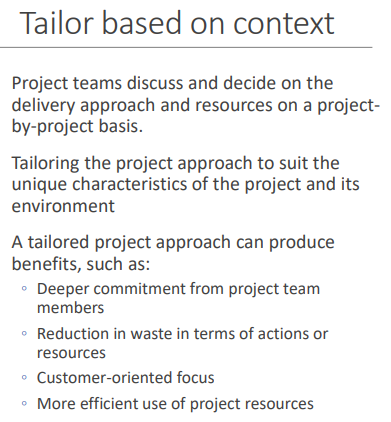 Tailor based on context
Project teams discuss and decide on the
delivery approach and resources on a project-
by-project basis.
Tailoring the project approach to suit the
unique characteristics of the project and its
environment
A tailored project approach can produce
benefits, such as:
◦ Deeper commitment from project team
members
◦ Reduction in waste in terms of actions or
resources
◦ Customer-oriented focus
◦ More efficient use of project resources